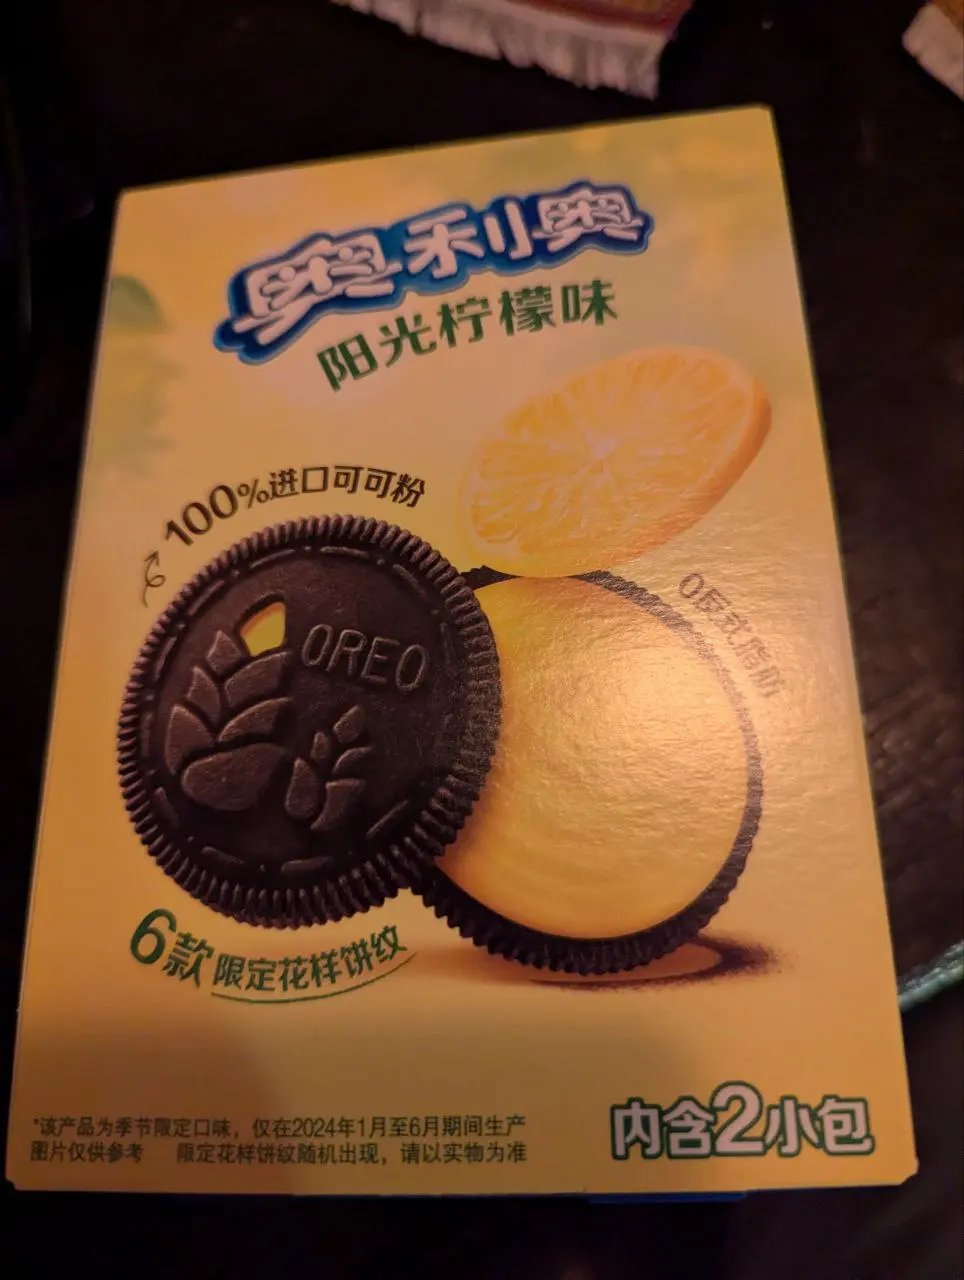 奥利奥
阳光柠檬味
100%进口可可粉
0反式脂肪
OREO
6款限定花样饼纹
*该产品为季节限定口味，仅在2024年1月至6月期间生产
图片仅供参考 限定花样饼纹随机出现，请以实物为准
内含2小包